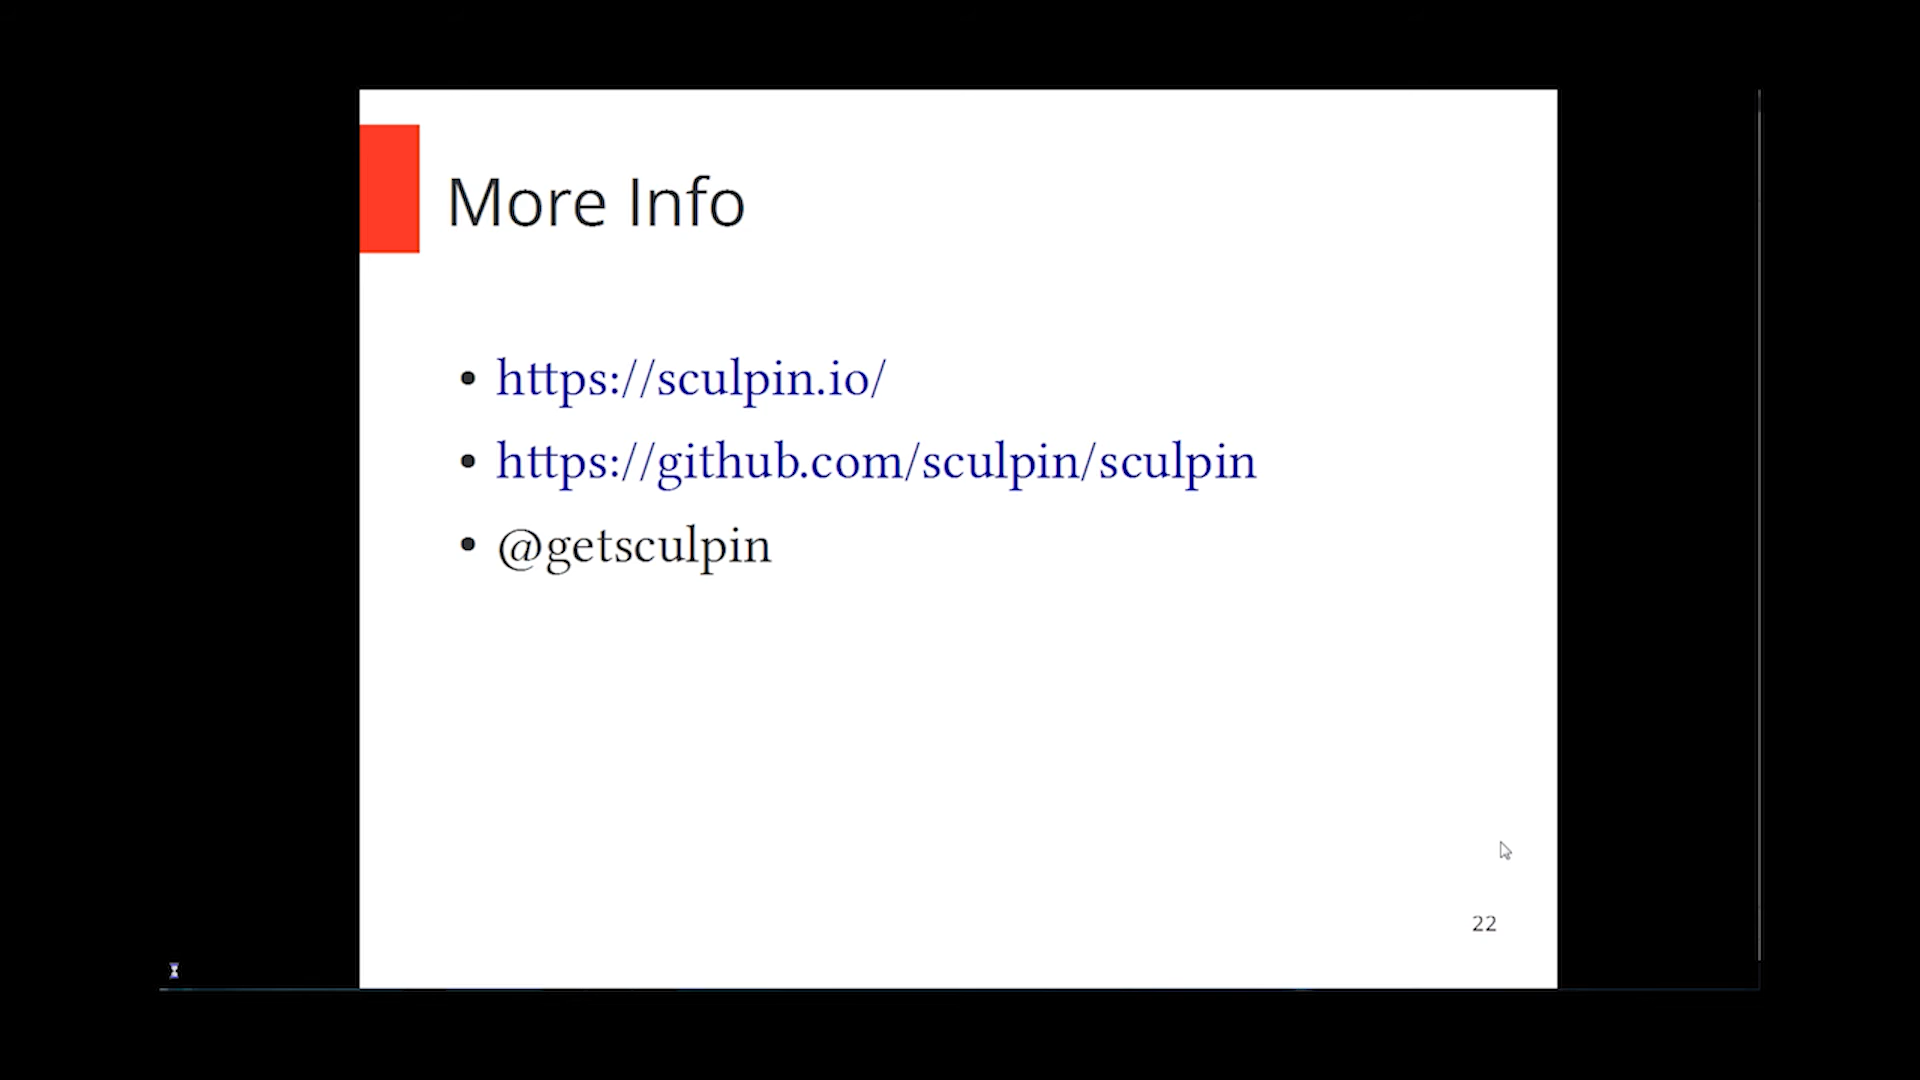 More Info
• https://sculpin.io/
• https://github.com/sculpin/sculpin
• @getsculpin
22